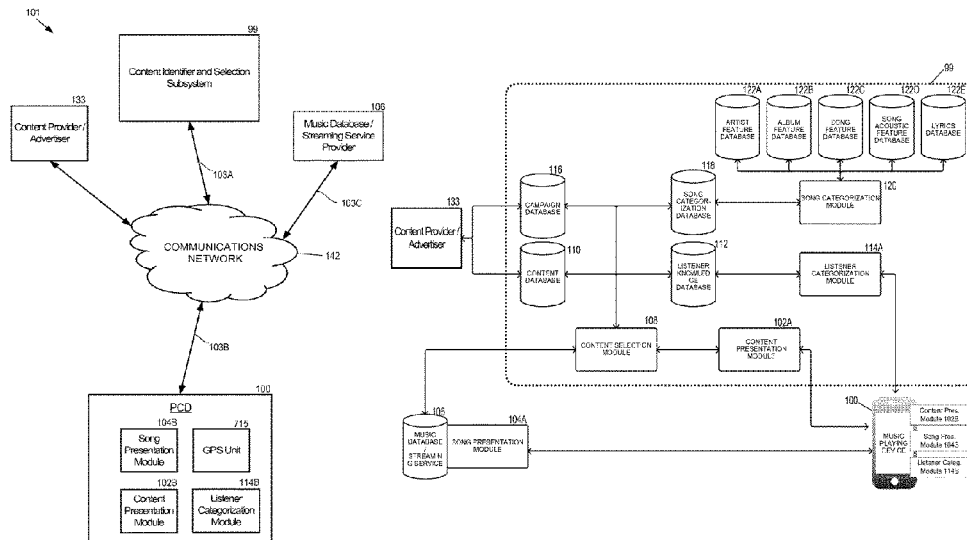 101
99
Content Identifier and Selection
Subsystem
133
Content Provider /
Advertiser
106
Music Database /
Streaming Service
Provider
103A
103C
COMMUNICATIONS
NETWORK
142
103B
100
PCD
104B
Song
Presentation
Module
715
GPS Unit
102B
Content
Presentation
Module
114B
Listener
Categorization
Module
99
122A
ARTIST
FEATURE
DATABASE
122B
ALBUM
FEATURE
DATABASE
122C
SONG
FEATURE
DATABASE
122D
SONG
ACOUSTIC
FEATURE
DATABASE
122E
LYRICS
DATABASE
116
CAMPAIGN
DATABASE
118
SONG
CATEGOR-
IZATION
DATABASE
120
SONG CATEGORIZATION
MODULE
133
Content Provider /
Advertiser
110
CONTENT
DATABASE
112
LISTENER
KNOWLED
GE
DATABASE
114A
LISTENER
CATEGORIZATION
MODULE
108
CONTENT SELECTION
MODULE
102A
CONTENT
PRESENTATION
MODULE
106
MUSIC
DATABASE
/
STREAMIN
G SERVICE
104A
SONG PRESENTATION
MODULE
100
MUSIC
PLAYING
DEVICE
Content Pres.
Module 102B
Song Pres.
Module 104B
Listener Categ.
Module 114B